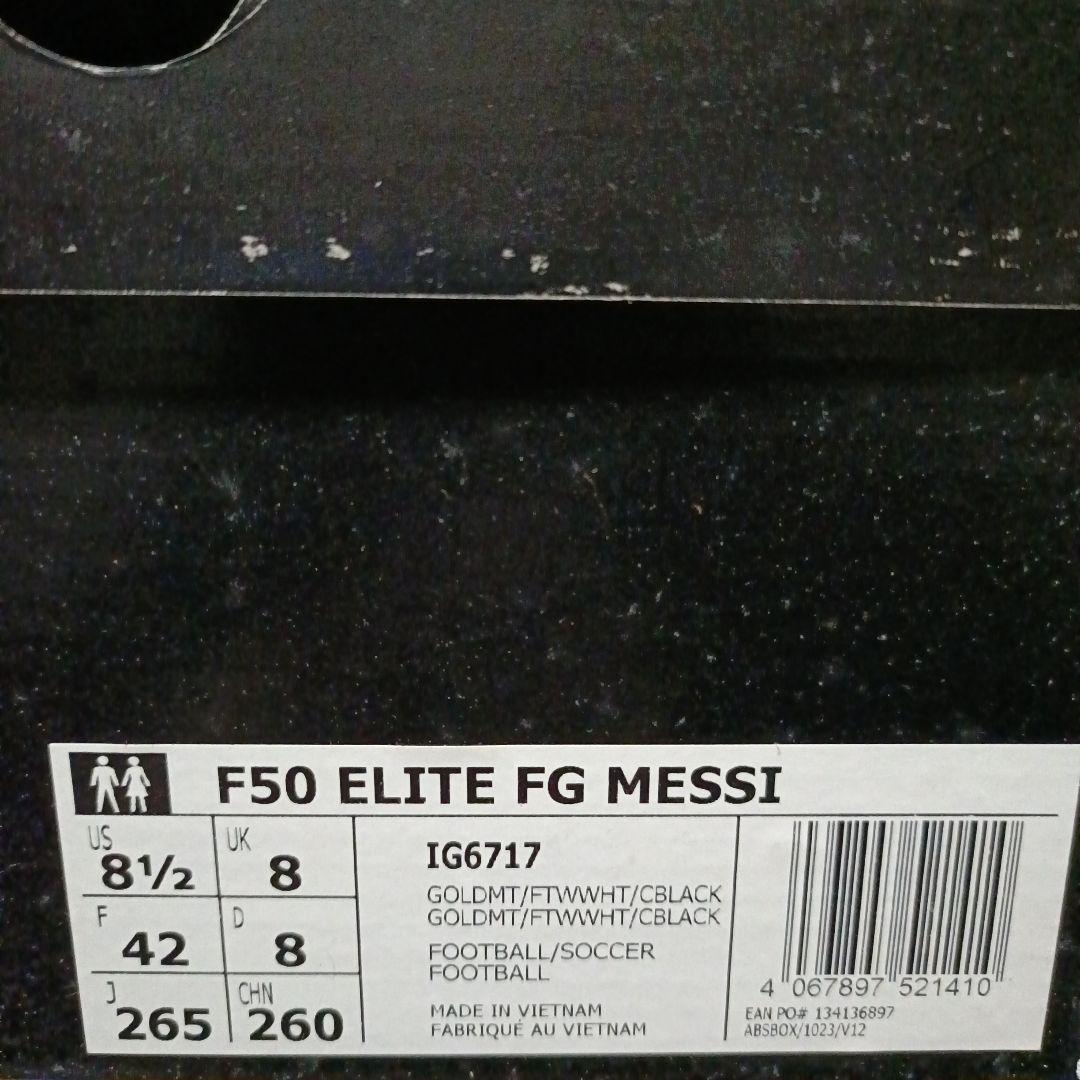 F50 ELITE FG MESSI
US 8½
UK 8
F 42
D 8
J 265
CHN 260
IG6717
GOLDMT/FTWWHT/CBLACK
GOLDMT/FTWWHT/CBLACK
FOOTBALL/SOCCER
FOOTBALL
MADE IN VIETNAM
FABRIQUÉ AU VIETNAM
4 067897 521410
EAN PO# 134136897
ABSBOX/1023/V12